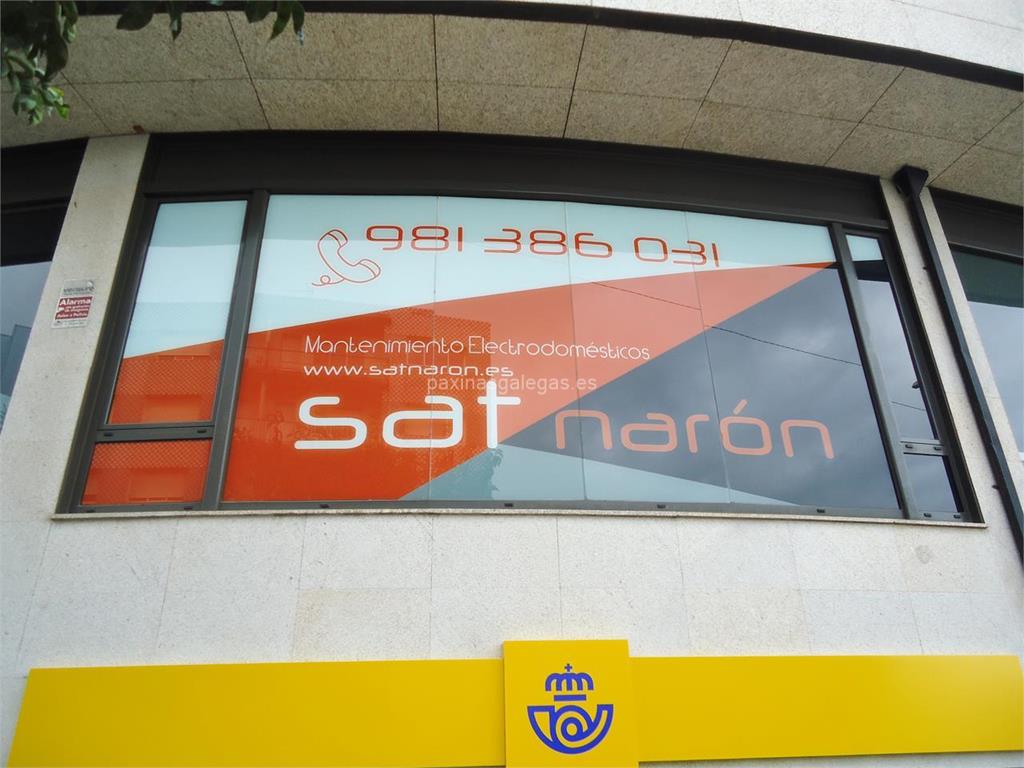 981 386 031
Mantenimiento Electrodomésticos
www.satnaron.es
paxinasgalegas.es
sat narón
Alarma